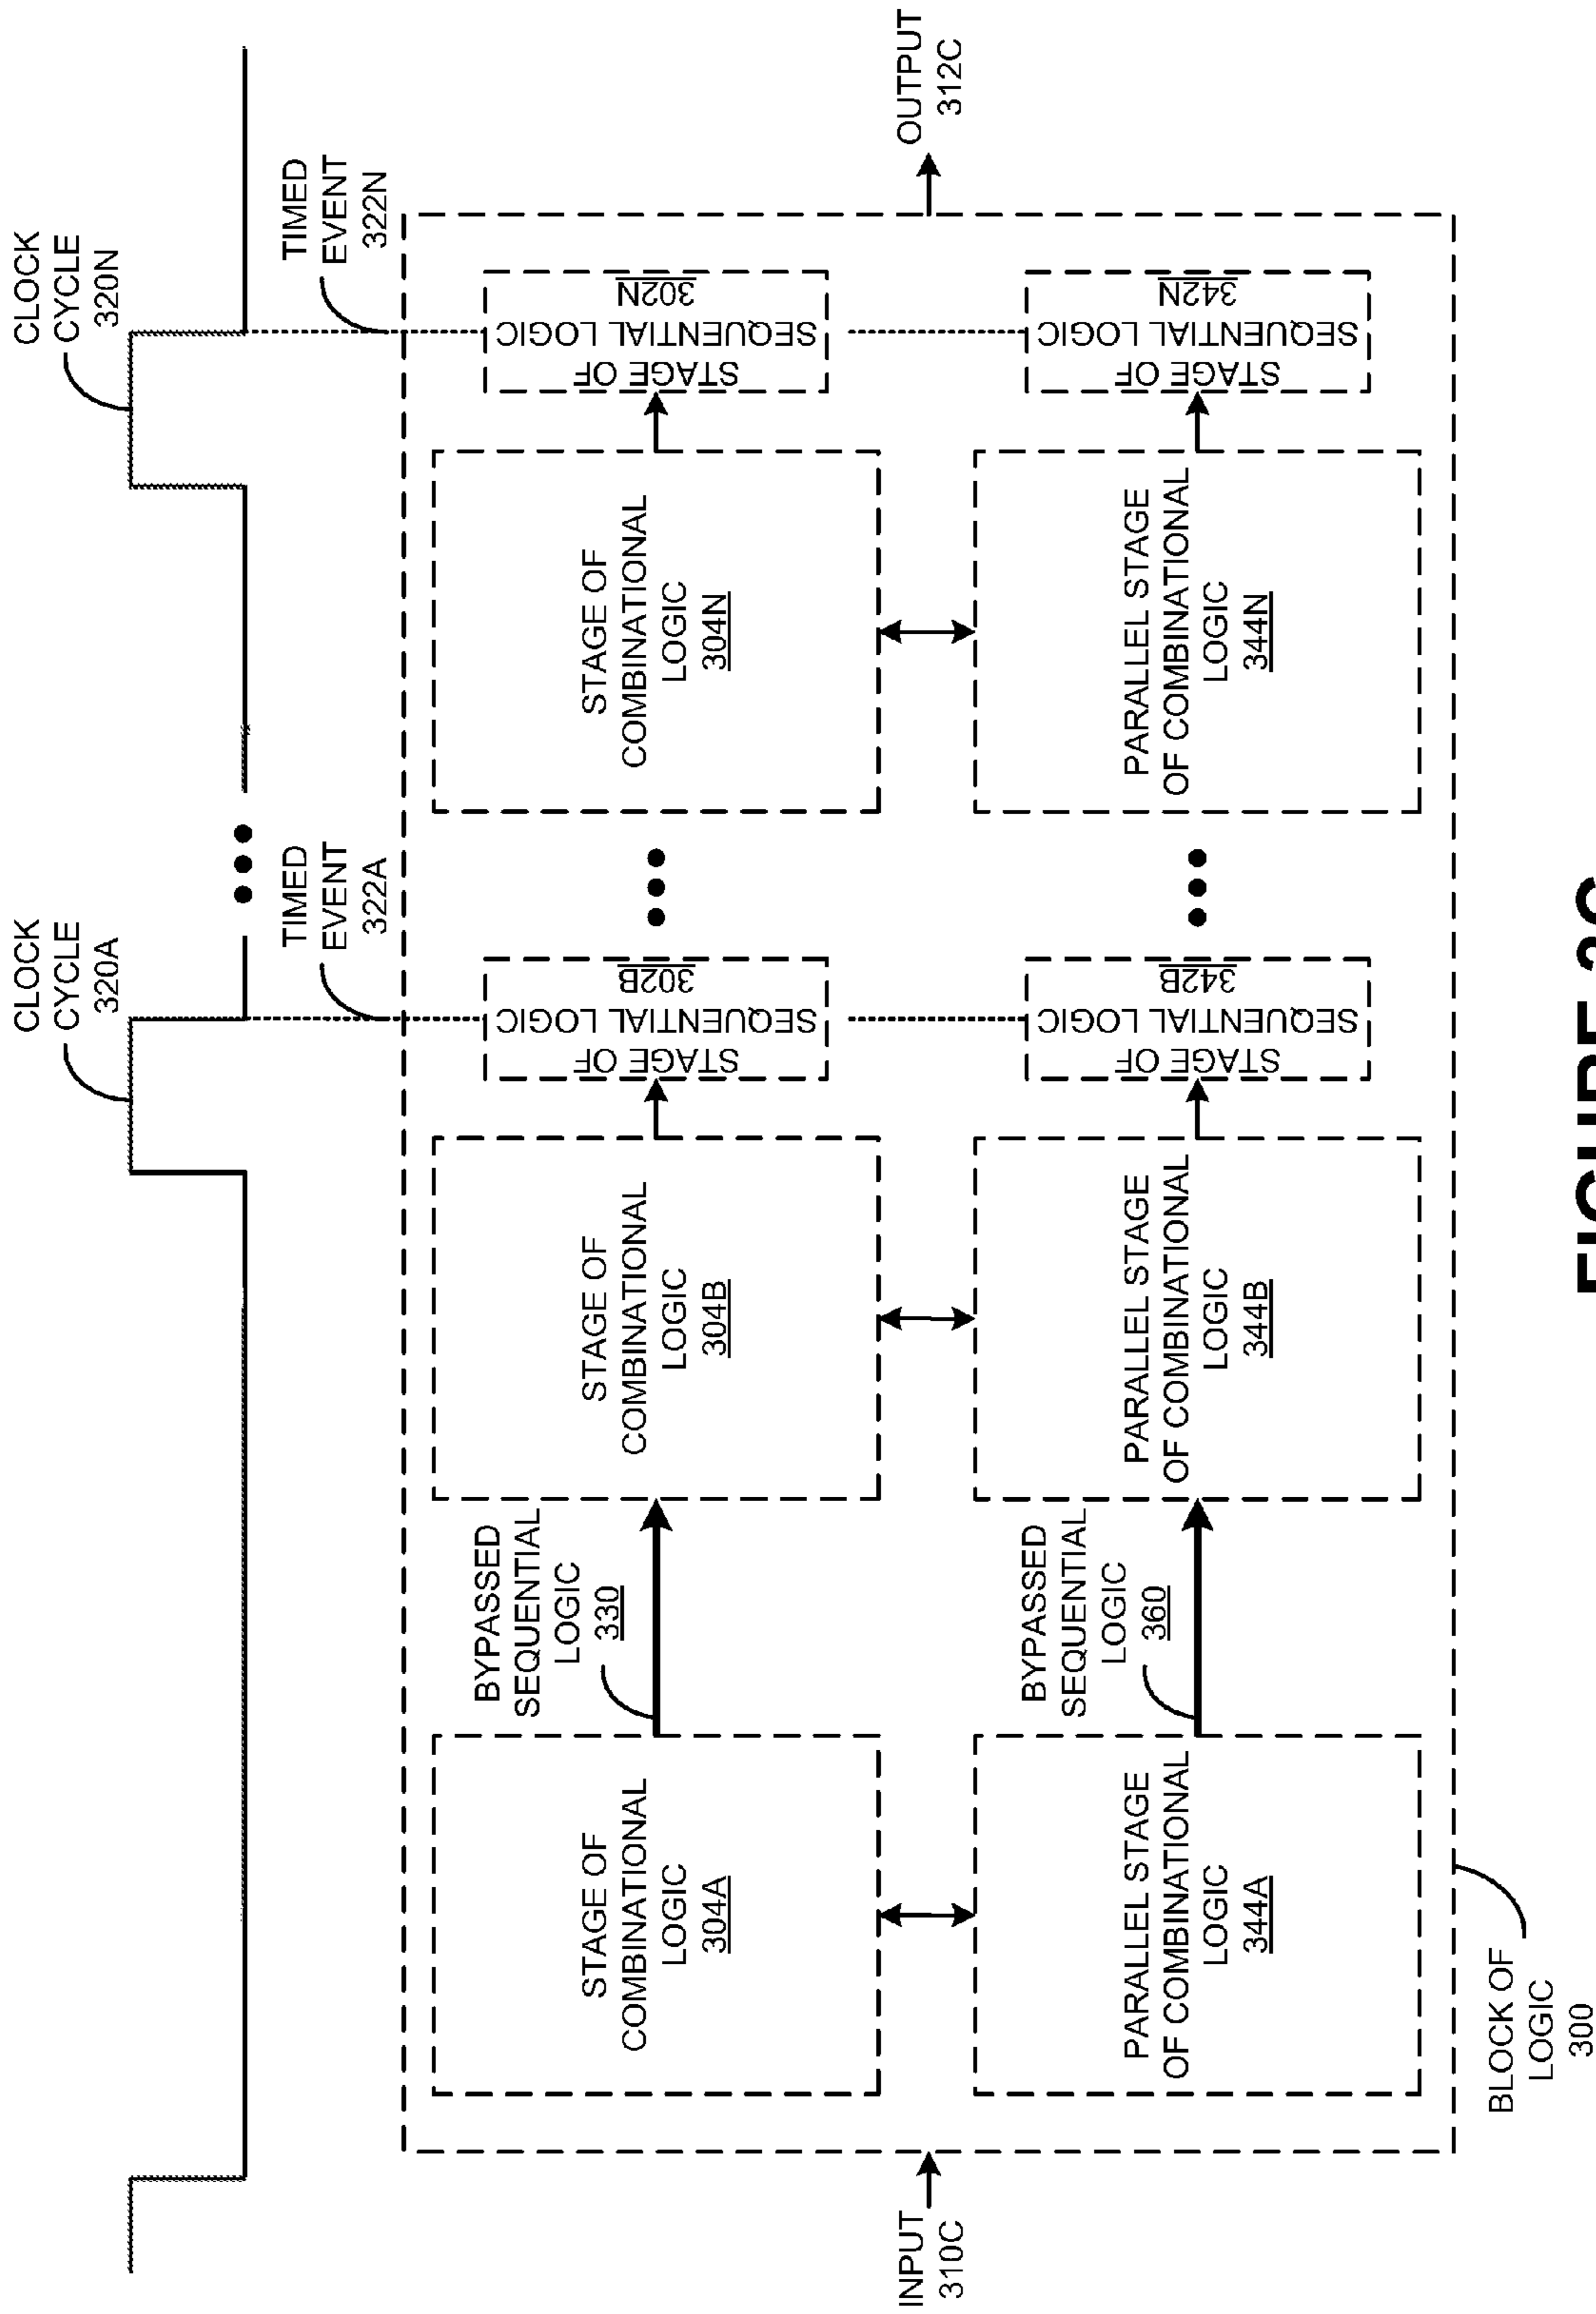 CLOCK
CYCLE
320A
CLOCK
CYCLE
320N
TIMED
EVENT
322A
TIMED
EVENT
322N
INPUT
310C
STAGE OF
COMBINATIONAL
LOGIC
304A
BYPASSED
SEQUENTIAL
LOGIC
330
STAGE OF
COMBINATIONAL
LOGIC
304B
STAGE OF
SEQUENTIAL LOGIC
302B
STAGE OF
COMBINATIONAL
LOGIC
304N
STAGE OF
SEQUENTIAL LOGIC
302N
PARALLEL STAGE
OF COMBINATIONAL
LOGIC
344A
BYPASSED
SEQUENTIAL
LOGIC
360
PARALLEL STAGE
OF COMBINATIONAL
LOGIC
344B
STAGE OF
SEQUENTIAL LOGIC
342B
PARALLEL STAGE
OF COMBINATIONAL
LOGIC
344N
STAGE OF
SEQUENTIAL LOGIC
342N
OUTPUT
312C
BLOCK OF
LOGIC
300
FIGURE 3C